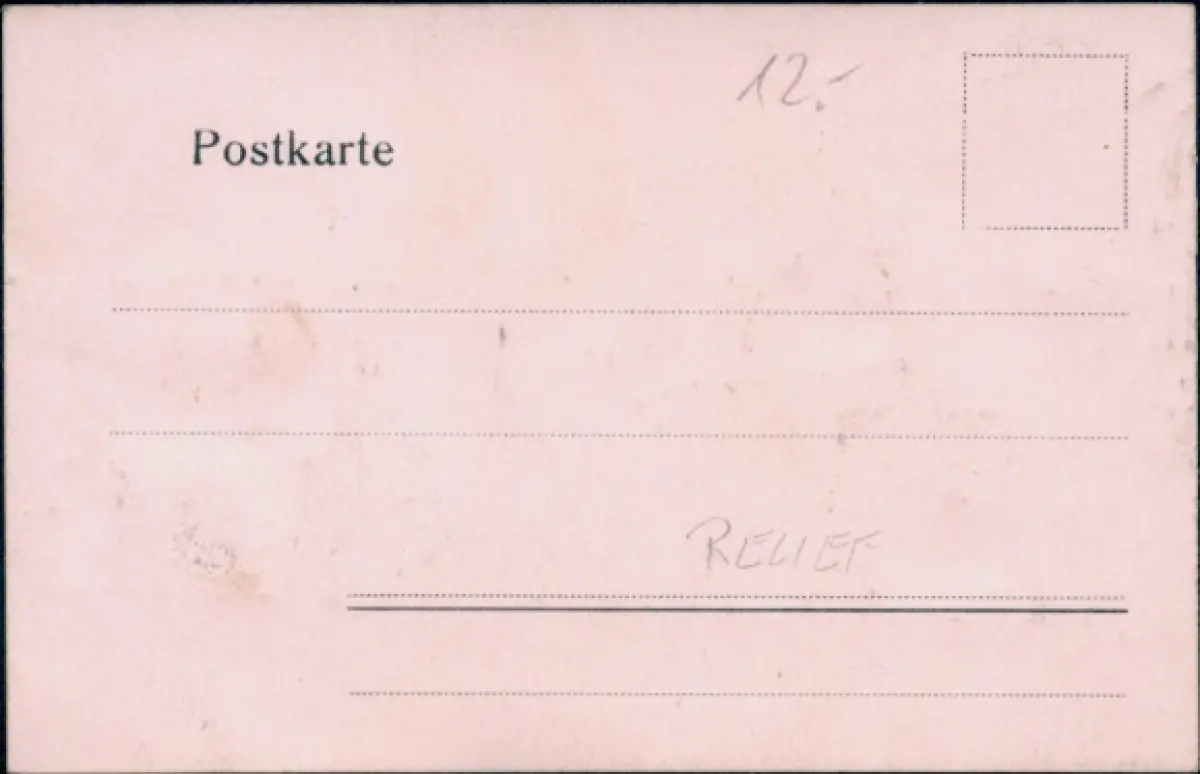 12.-
Postkarte
RELIEF